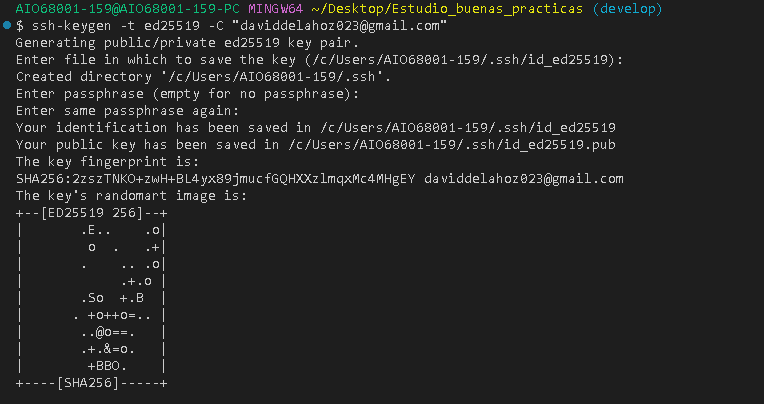 AIO68001-159@AIO68001-159-PC MINGW64 ~/Desktop/Estudio_buenas_practicas (develop)
$ ssh-keygen -t ed25519 -C "daviddelahoz023@gmail.com"
Generating public/private ed25519 key pair.
Enter file in which to save the key (/c/Users/AIO68001-159/.ssh/id_ed25519):
Created directory '/c/Users/AIO68001-159/.ssh'.
Enter passphrase (empty for no passphrase):
Enter same passphrase again:
Your identification has been saved in /c/Users/AIO68001-159/.ssh/id_ed25519
Your public key has been saved in /c/Users/AIO68001-159/.ssh/id_ed25519.pub
The key fingerprint is:
SHA256:2zszTNKO+zwH+BL4yx89jmucfGQHXXzlmqxMc4MHgEY daviddelahoz023@gmail.com
The key's randomart image is:
+--[ED25519 256]--+
|       .E..    .o|
|        o  .   .+|
|       .    .. .o|
|            .+.o |
|       .So  +.B  |
|      . +o++o=.. |
|       ..@o==.   |
|       .+.&=o.   |
|        +BBO.    |
+----[SHA256]-----+